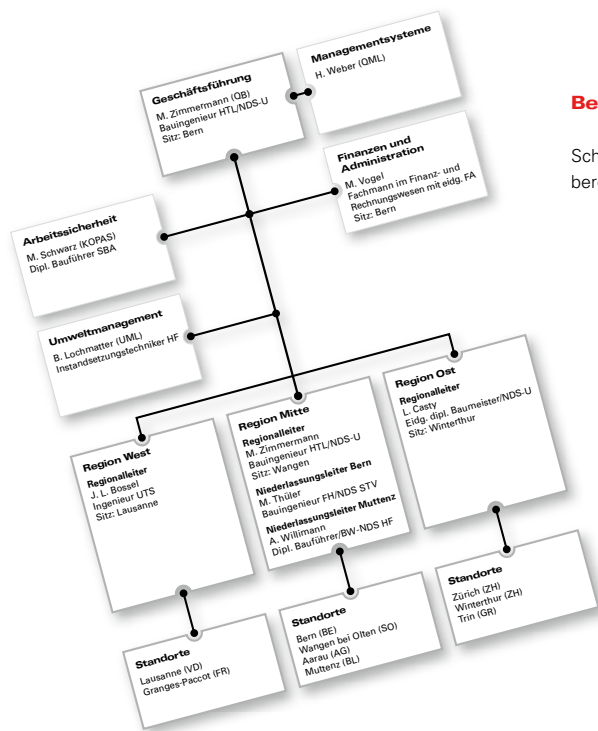 Managementsysteme
H. Weber (QML)
Geschäftsführung
M. Zimmermann (QB)
Bauingenieur HTL/NDS-U
Sitz: Bern
Finanzen und
Administration
M. Vogel
Fachmann im Finanz- und
Rechnungswesen mit eidg. FA
Sitz: Bern
Arbeitssicherheit
M. Schwarz (KOPAS)
Dipl. Bauführer SBA
Umweltmanagement
B. Lochmatter (UML)
Instandsetzungstechniker HF
Region West
Regionalleiter
J. L. Bossel
Ingenieur UTS
Sitz: Lausanne
Region Mitte
Regionalleiter
M. Zimmermann
Bauingenieur HTL/NDS-U
Sitz: Wangen
Niederlassungsleiter Bern
M. Thüler
Bauingenieur FH/NDS STV
Niederlassungsleiter Muttenz
A. Willimann
Dipl. Bauführer/BW-NDS HF
Region Ost
Regionalleiter
L. Casty
Eidg. dipl. Baumeister/NDS-U
Sitz: Winterthur
Standorte
Lausanne (VD)
Granges-Paccot (FR)
Standorte
Bern (BE)
Wangen bei Olten (SO)
Aarau (AG)
Muttenz (BL)
Standorte
Zürich (ZH)
Winterthur (ZH)
Trin (GR)
Be
Sch
ber